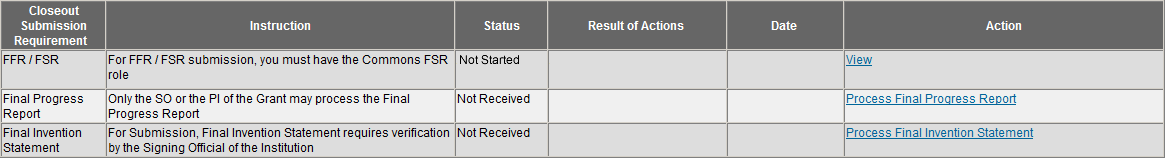 Closeout
Submission
Requirement
Instruction
Status
Result of Actions
Date
Action
FFR / FSR
For FFR / FSR submission, you must have the Commons FSR
role
Not Started
View
Final Progress
Report
Only the SO or the PI of the Grant may process the Final
Progress Report
Not Received
Process Final Progress Report
Final Invention
Statement
For Submission, Final Invention Statement requires verification
by the Signing Official of the Institution
Not Received
Process Final Invention Statement